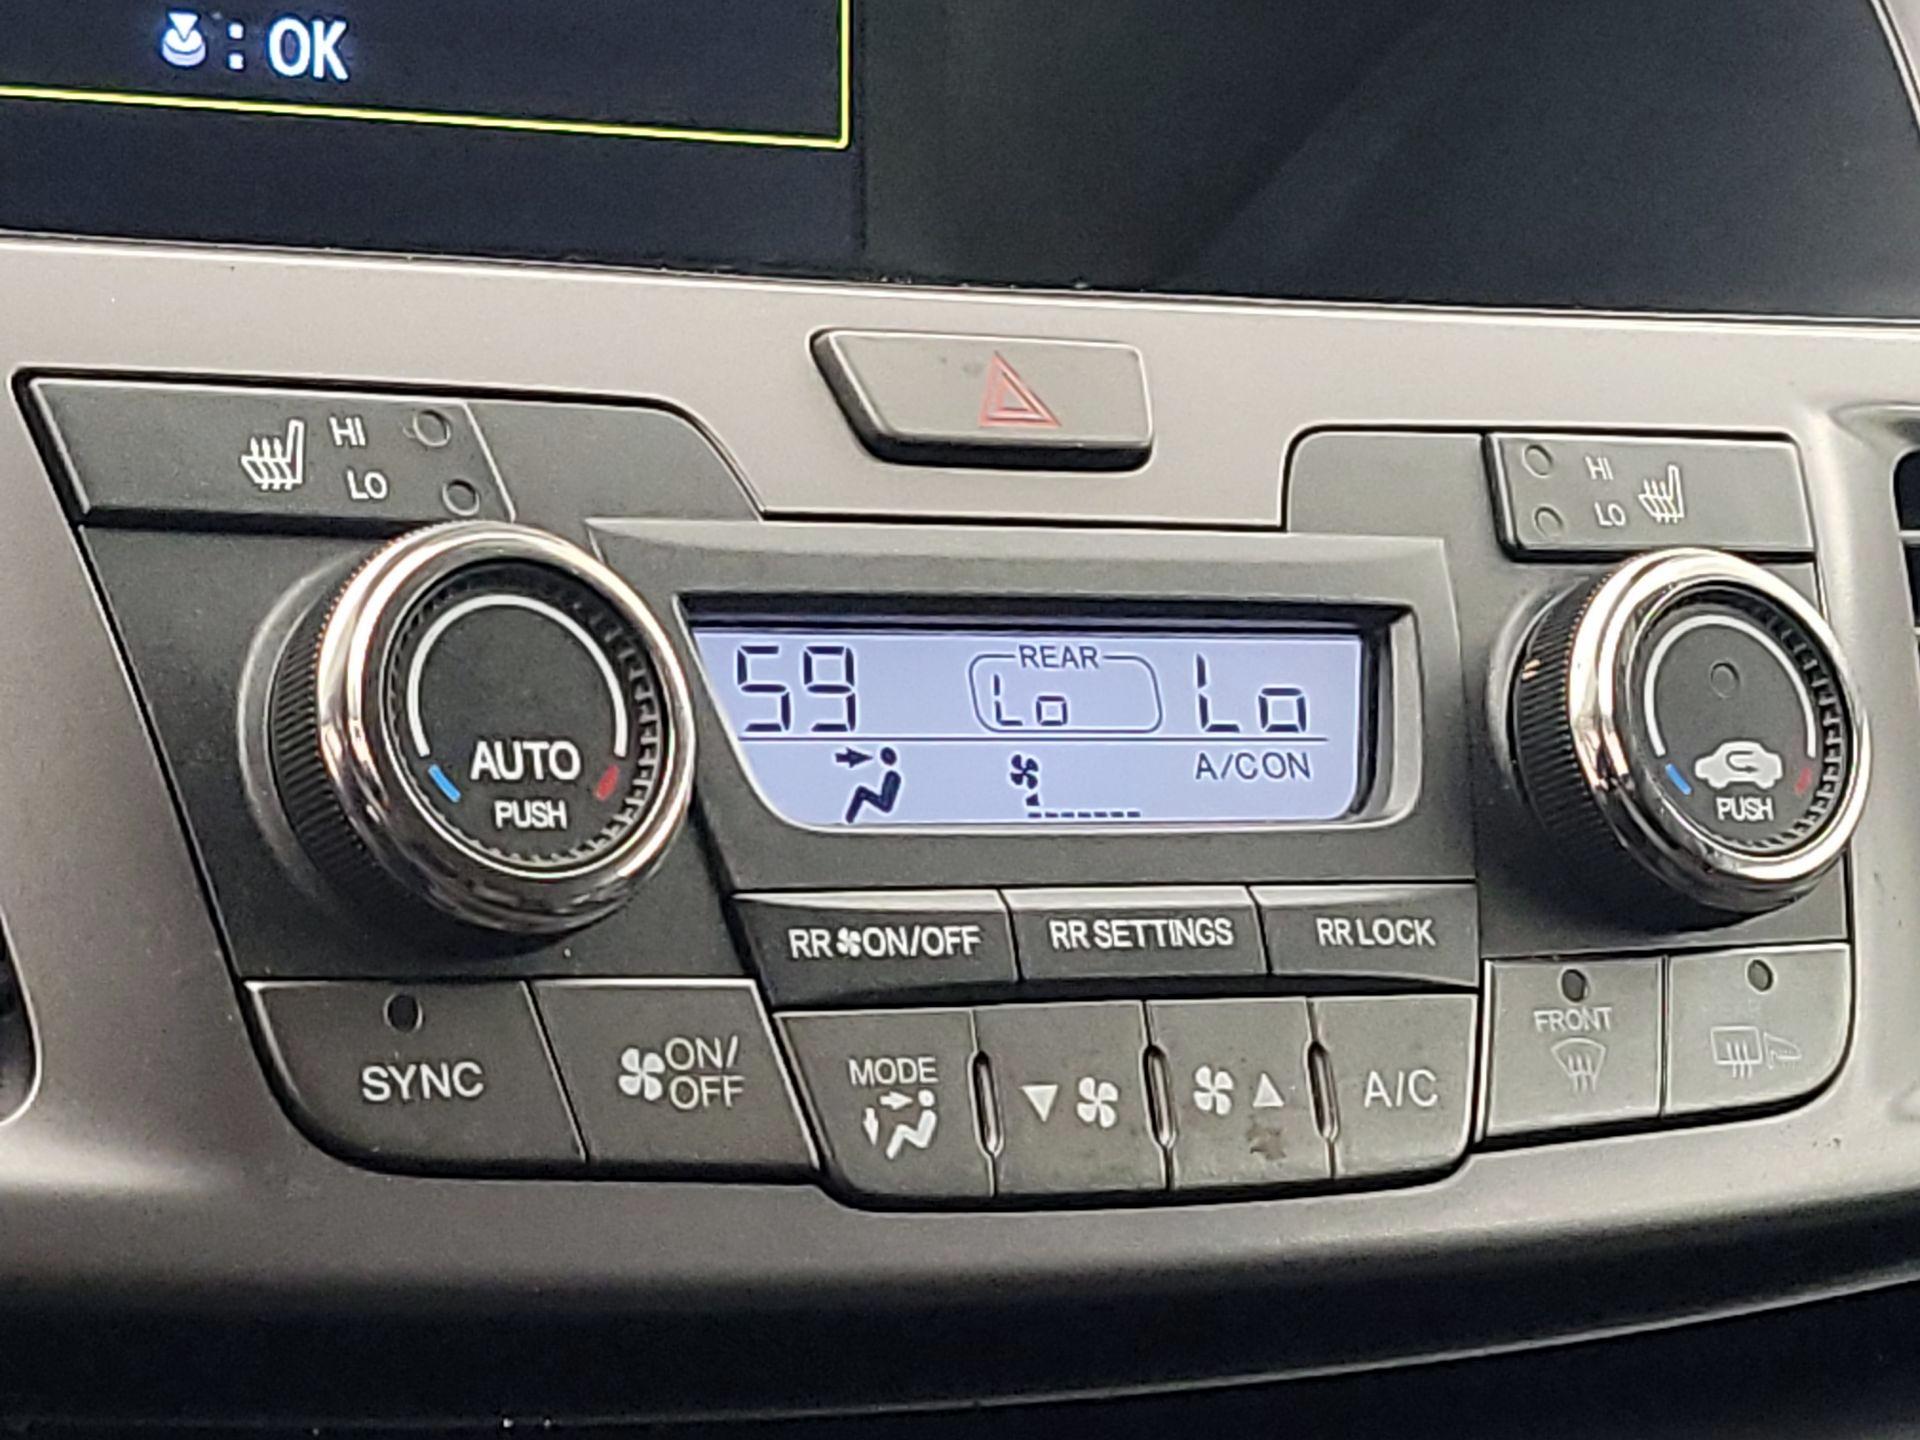 : OK
HI
LO
HI
LO
59
REAR
Lo
Lo
A/CON
AUTO
PUSH
PUSH
RR ON/OFF
RR SETTINGS
RR LOCK
SYNC
ON/
OFF
MODE
A/C
FRONT